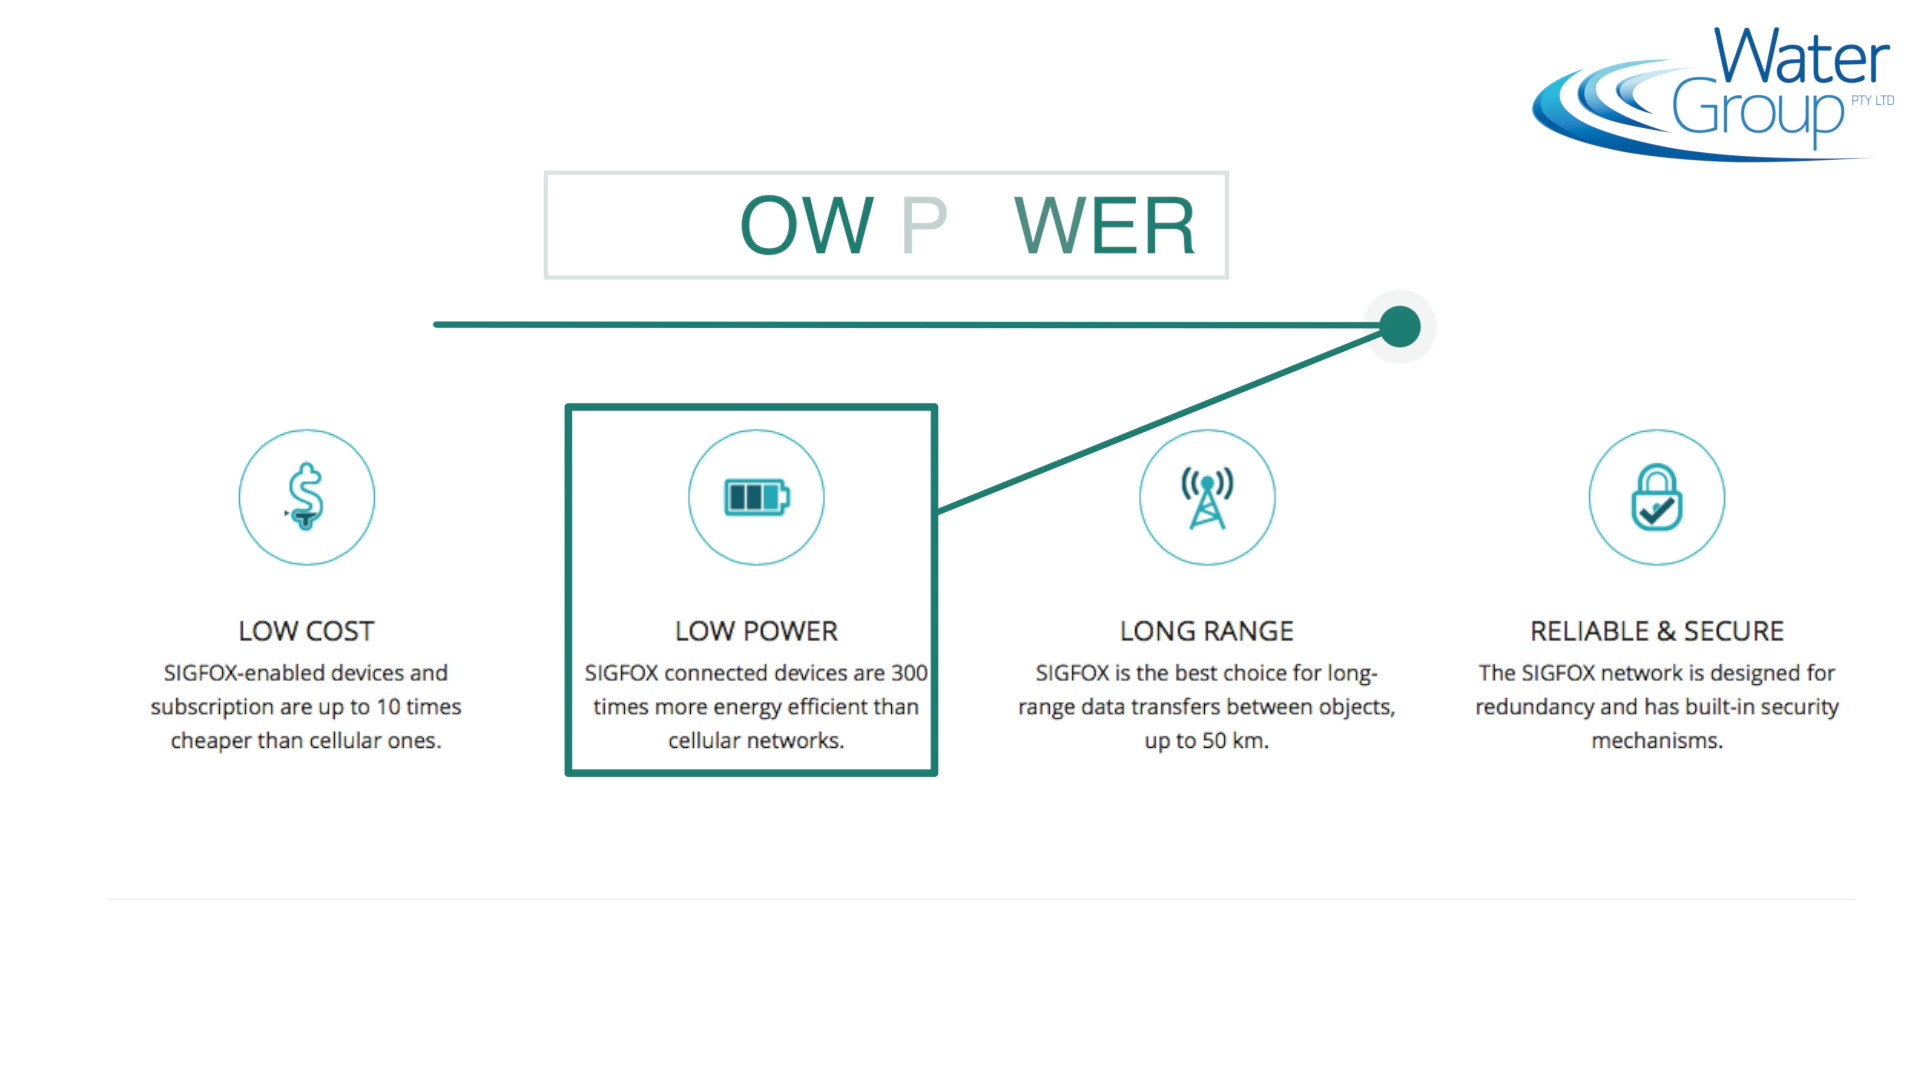 Water
Group PTY LTD
OW P WER
LOW COST
SIGFOX-enabled devices and
subscription are up to 10 times
cheaper than cellular ones.
LOW POWER
SIGFOX connected devices are 300
times more energy efficient than
cellular networks.
LONG RANGE
SIGFOX is the best choice for long-
range data transfers between objects,
up to 50 km.
RELIABLE & SECURE
The SIGFOX network is designed for
redundancy and has built-in security
mechanisms.